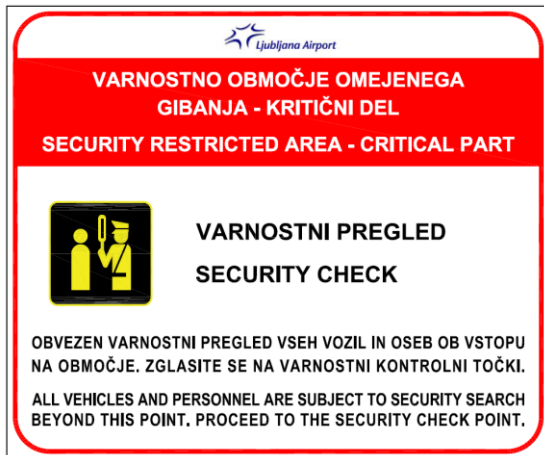 Ljubljana Airport
VARNOSTNO OBMOČJE OMEJENEGA
GIBANJA - KRITIČNI DEL
SECURITY RESTRICTED AREA - CRITICAL PART
VARNOSTNI PREGLED
SECURITY CHECK
OBVEZEN VARNOSTNI PREGLED VSEH VOZIL IN OSEB OB VSTOPU
NA OBMOČJE. ZGLASITE SE NA VARNOSTNI KONTROLNI TOČKI.
ALL VEHICLES AND PERSONNEL ARE SUBJECT TO SECURITY SEARCH
BEYOND THIS POINT. PROCEED TO THE SECURITY CHECK POINT.